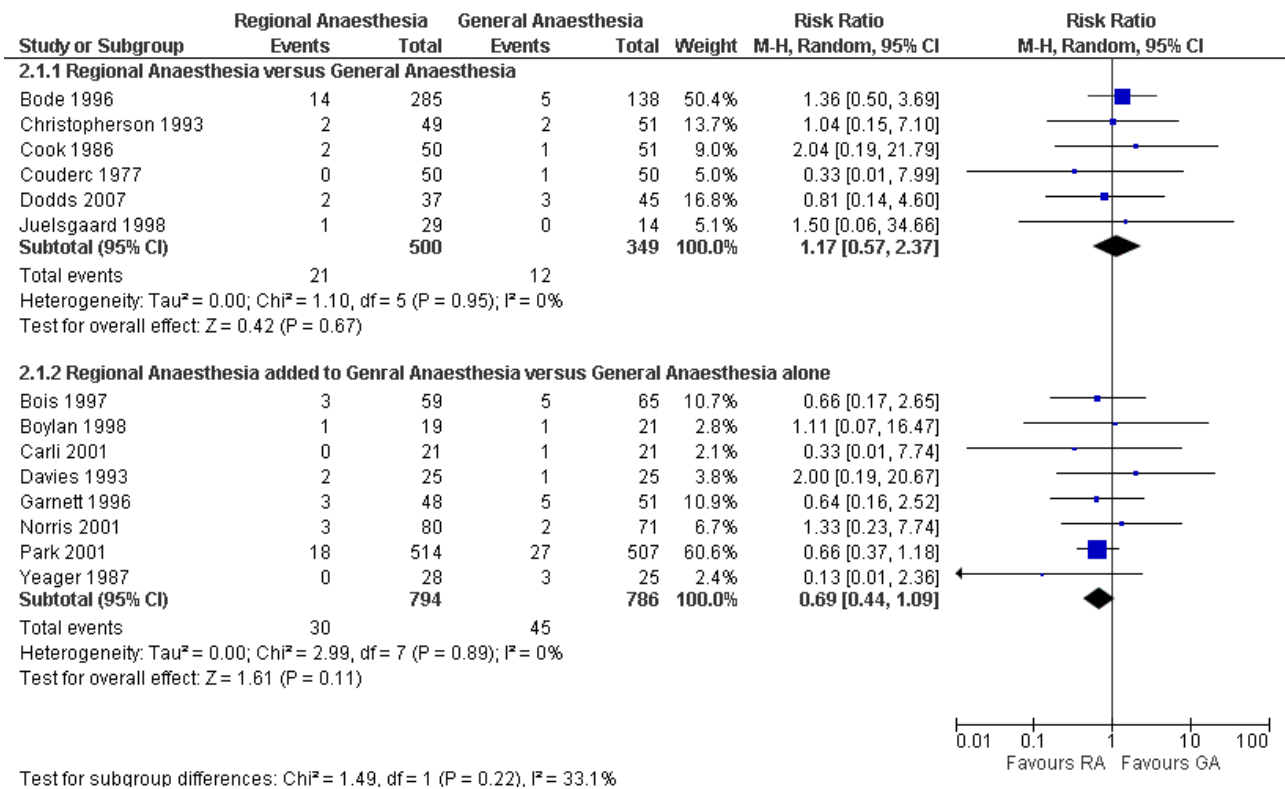 Regional Anaesthesia General Anaesthesia Risk Ratio Risk Ratio
Study or Subgroup Events Total Events Total Weight M-H, Random, 95% CI M-H, Random, 95% CI
2.1.1 Regional Anaesthesia versus General Anaesthesia
Bode 1996 14 285 5 138 50.4% 1.36 [0.50, 3.69]
Christopherson 1993 2 49 2 51 13.7% 1.04 [0.15, 7.10]
Cook 1986 2 50 1 51 9.0% 2.04 [0.19, 21.79]
Couderc 1977 0 50 1 50 5.0% 0.33 [0.01, 7.99]
Dodds 2007 2 37 3 45 16.8% 0.81 [0.14, 4.60]
Juelsgaard 1998 1 29 0 14 5.1% 1.50 [0.06, 34.66]
Subtotal (95% CI) 500 349 100.0% 1.17 [0.57, 2.37]
Total events 21 12
Heterogeneity: Tau² = 0.00; Chi² = 1.10, df = 5 (P = 0.95); I² = 0%
Test for overall effect: Z = 0.42 (P = 0.67)
2.1.2 Regional Anaesthesia added to Genral Anaesthesia versus General Anaesthesia alone
Bois 1997 3 59 5 65 10.7% 0.66 [0.17, 2.65]
Boylan 1998 1 19 1 21 2.8% 1.11 [0.07, 16.47]
Carli 2001 0 21 1 21 2.1% 0.33 [0.01, 7.74]
Davies 1993 2 25 1 25 3.8% 2.00 [0.19, 20.67]
Garnett 1996 3 48 5 51 10.9% 0.64 [0.16, 2.52]
Norris 2001 3 80 2 71 6.7% 1.33 [0.23, 7.74]
Park 2001 18 514 27 507 60.6% 0.66 [0.37, 1.18]
Yeager 1987 0 28 3 25 2.4% 0.13 [0.01, 2.36]
Subtotal (95% CI) 794 786 100.0% 0.69 [0.44, 1.09]
Total events 30 45
Heterogeneity: Tau² = 0.00; Chi² = 2.99, df = 7 (P = 0.89); I² = 0%
Test for overall effect: Z = 1.61 (P = 0.11)
0.01 0.1 1 10 100
Favours RA Favours GA
Test for subgroup differences: Chi² = 1.49, df = 1 (P = 0.22), I² = 33.1%